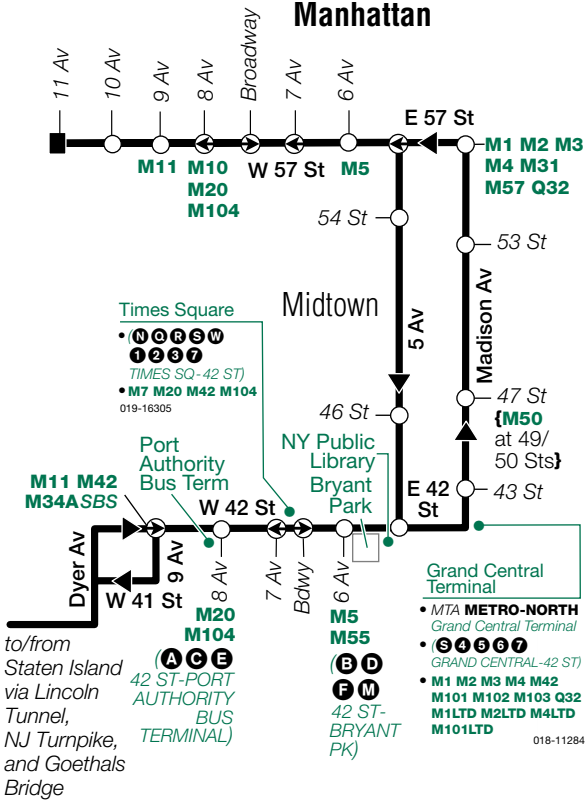 Manhattan
11 Av
10 Av
9 Av
8 Av
Broadway
7 Av
6 Av
E 57 St
M11
M10
M20
M104
W 57 St
M5
M1 M2 M3
M4 M31
M57 Q32
54 St
53 St
Midtown
5 Av
Madison Av
Times Square
• (N Q R S W
1 2 3 7
TIMES SQ-42 ST)
• M7 M20 M42 M104
019-16305
46 St
47 St
{M50
at 49/
50 Sts}
Port
Authority
Bus Term
NY Public
Library
Bryant
Park
M11 M42
M34ASBS
W 42 St
E 42
St
43 St
Dyer Av
9 Av
W 41 St
8 Av
7 Av
Bdwy
6 Av
M20
M104
(A C E
42 ST-PORT
AUTHORITY
BUS
TERMINAL)
M5
M55
(B D
F M
42 ST-
BRYANT
PK)
Grand Central
Terminal
• MTA METRO-NORTH
Grand Central Terminal
• (S 4 5 6 7
GRAND CENTRAL-42 ST)
• M1 M2 M3 M4 M42
M101 M102 M103 Q32
M1LTD M2LTD M4LTD
M101LTD
018-11284
to/from
Staten Island
via Lincoln
Tunnel,
NJ Turnpike,
and Goethals
Bridge